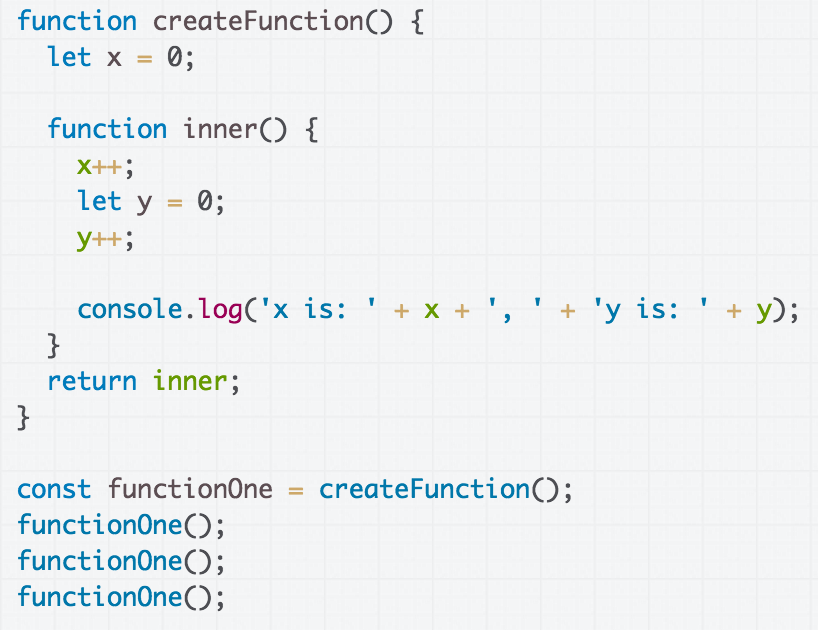 function createFunction() {
  let x = 0;

  function inner() {
    x++;
    let y = 0;
    y++;

    console.log('x is: ' + x + ', ' + 'y is: ' + y);
  }
  return inner;
}

const functionOne = createFunction();
functionOne();
functionOne();
functionOne();